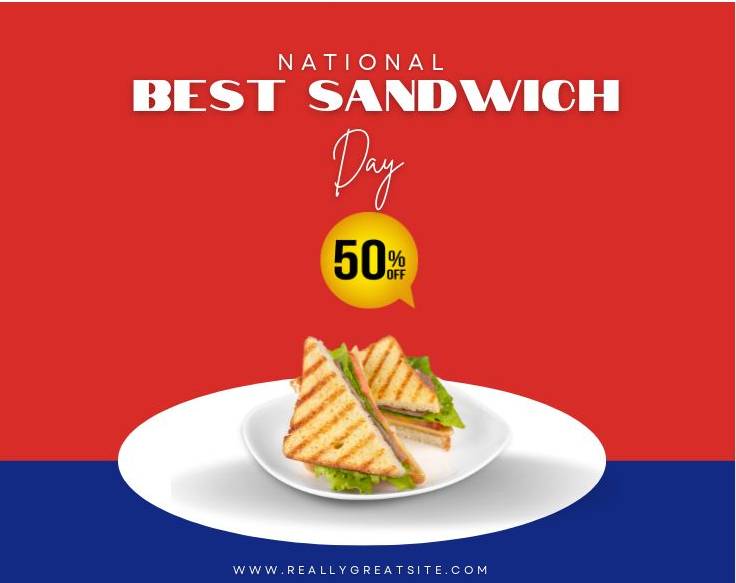 NATIONAL
BEST SANDWICH
Day
50% OFF
WWW.REALLYGREATSITE.COM